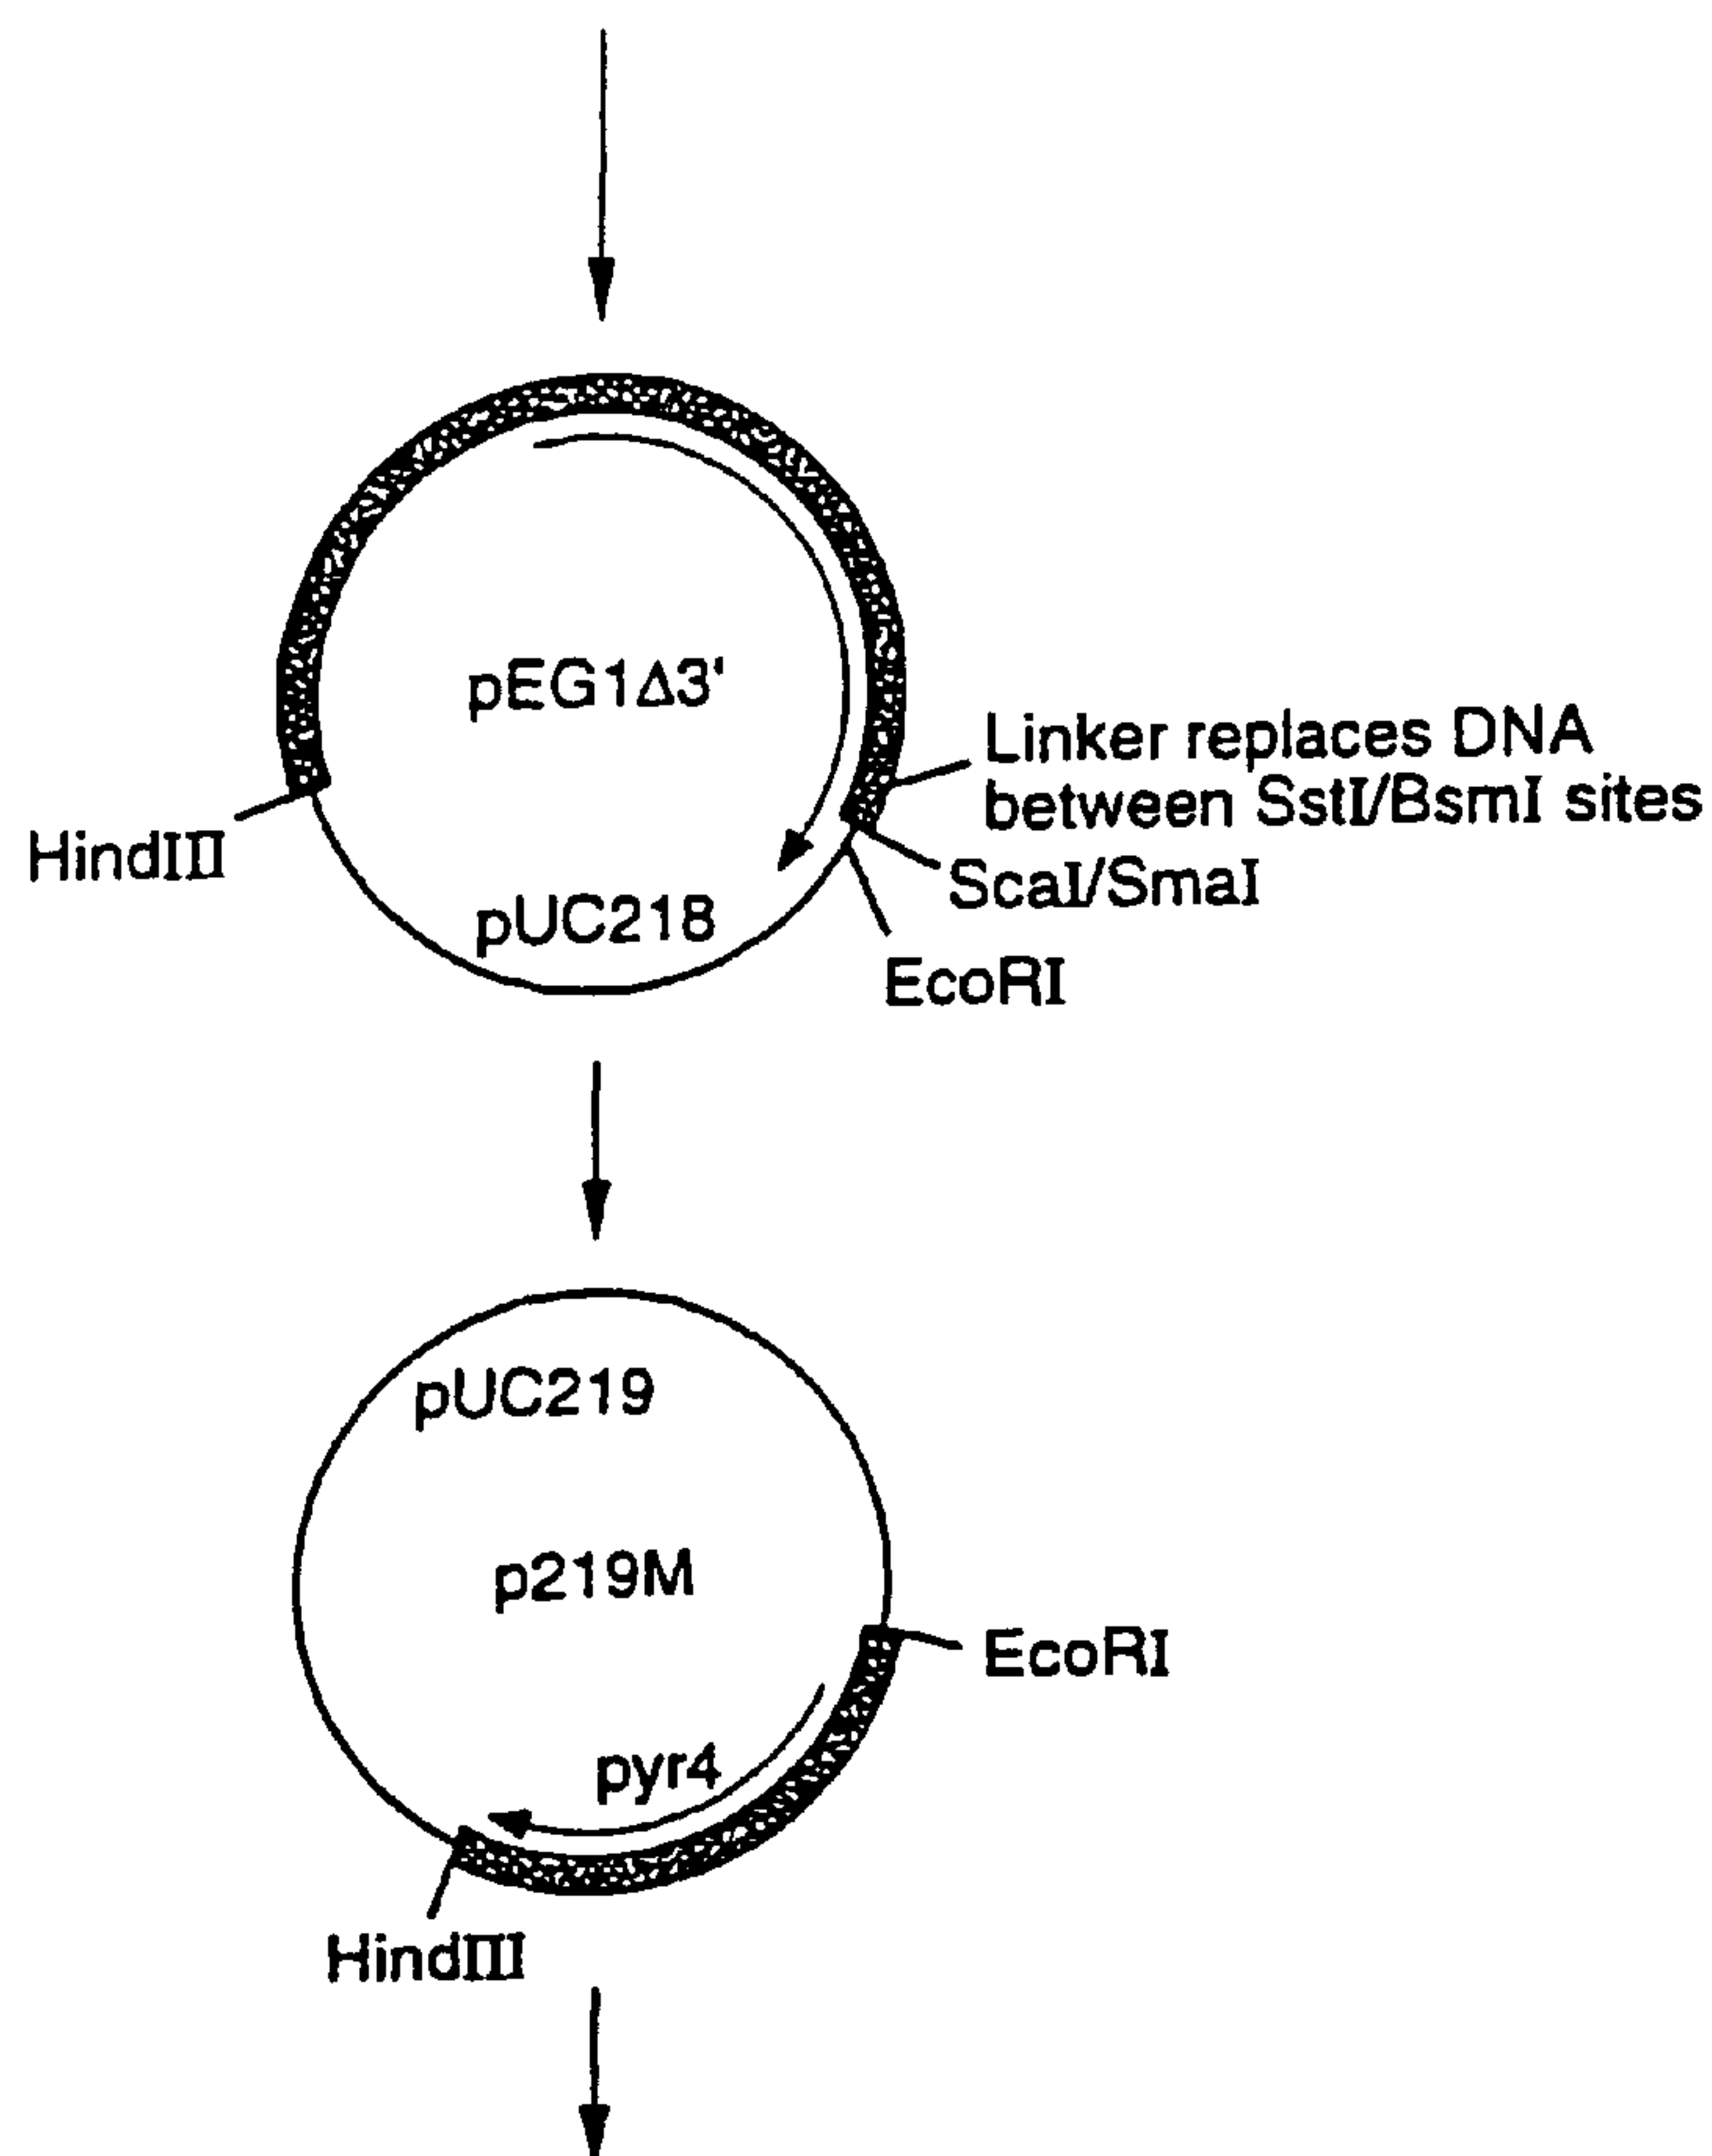 pEG1Δ3'
Linker replaces DNA
between SstI/BsmI sites
HindIII
ScaI/SmaI
pUC218
EcoRI
pUC219
p219M
EcoRI
pyr4
HindIII